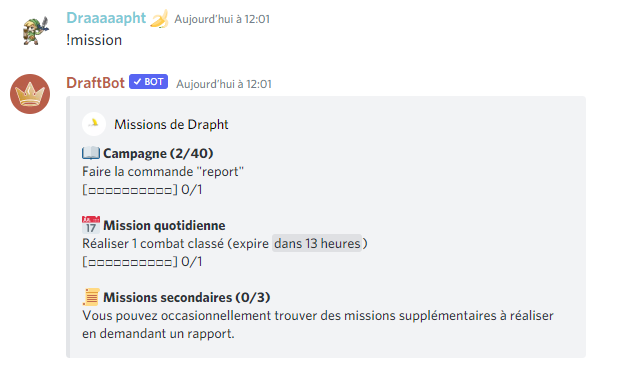 Draaaaapht Aujourd'hui à 12:01
!mission
DraftBot BOT Aujourd'hui à 12:01
Missions de Drapht
Campagne (2/40)
Faire la commande "report"
[□□□□□□□□□□] 0/1
JUL 17 Mission quotidienne
Réaliser 1 combat classé (expire dans 13 heures)
[□□□□□□□□□□] 0/1
Missions secondaires (0/3)
Vous pouvez occasionnellement trouver des missions supplémentaires à réaliser
en demandant un rapport.